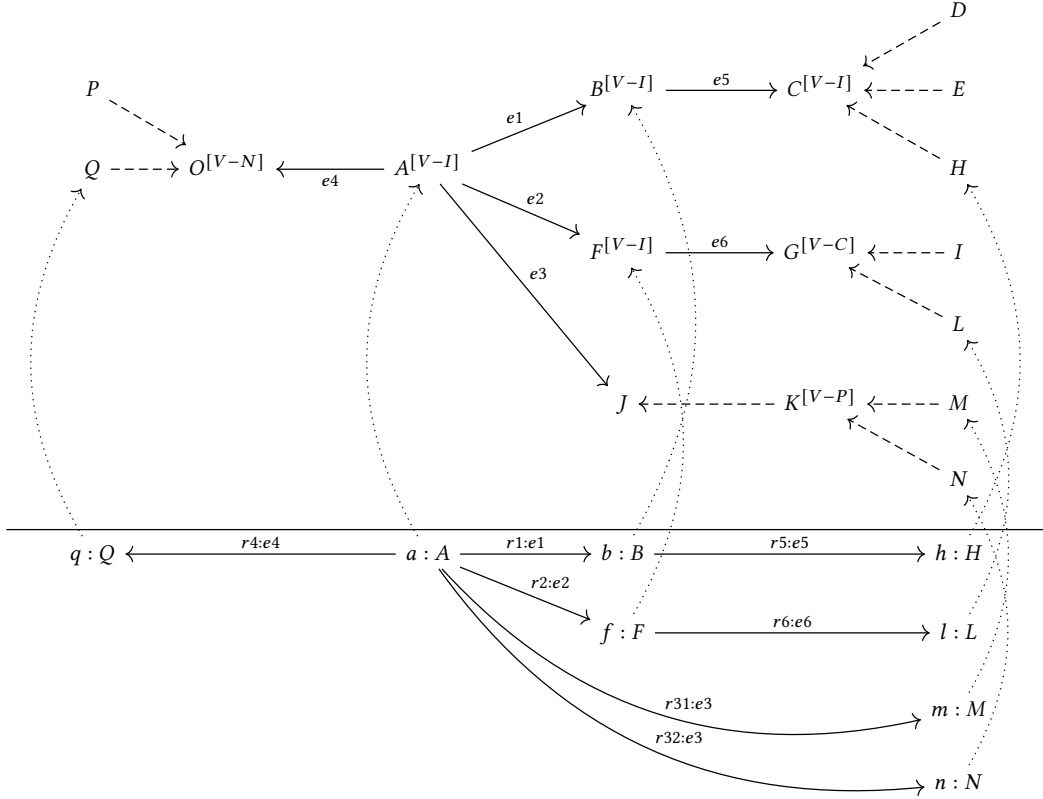 D
P
B[V−I]
e5
C[V−I]
E
e1
Q
O[V−N]
e4
A[V−I]
H
e2
F[V−I]
e6
G[V−C]
I
e3
L
J
K[V−P]
M
N
q : Q
r4:e4
a : A
r1:e1
b : B
r5:e5
h : H
r2:e2
f : F
r6:e6
l : L
r31:e3
m : M
r32:e3
n : N